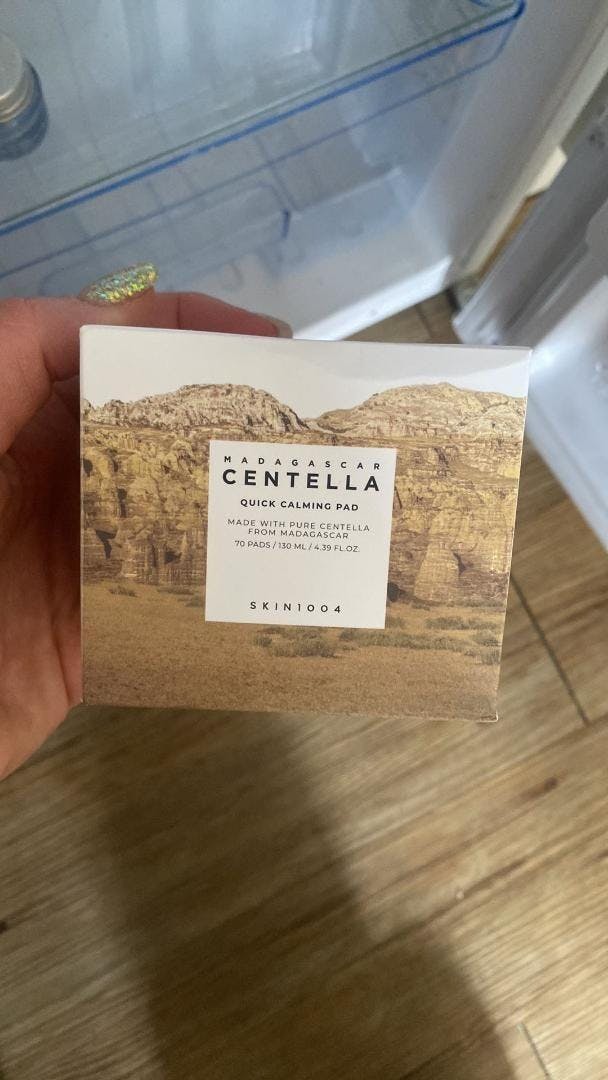 MADAGASCAR
CENTELLA
QUICK CALMING PAD
MADE WITH PURE CENTELLA
FROM MADAGASCAR
70 PADS / 130 ML / 4.39 FL.OZ.
SKIN1004